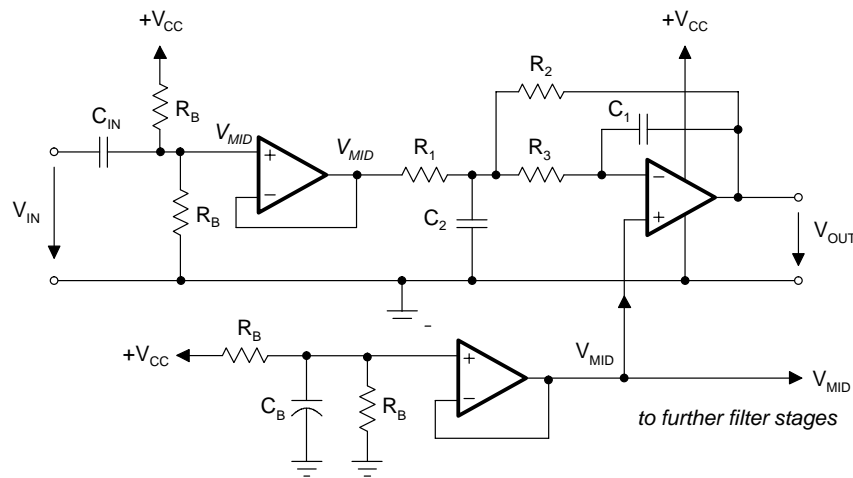 +V_CC
+V_CC
R_2
C_IN
R_B
C_1
V_MID
V_MID
R_1
R_3
+
−
−
+
V_IN
R_B
C_2
V_OUT
R_B
+V_CC
+
V_MID
V_MID
C_B
R_B
−
to further filter stages